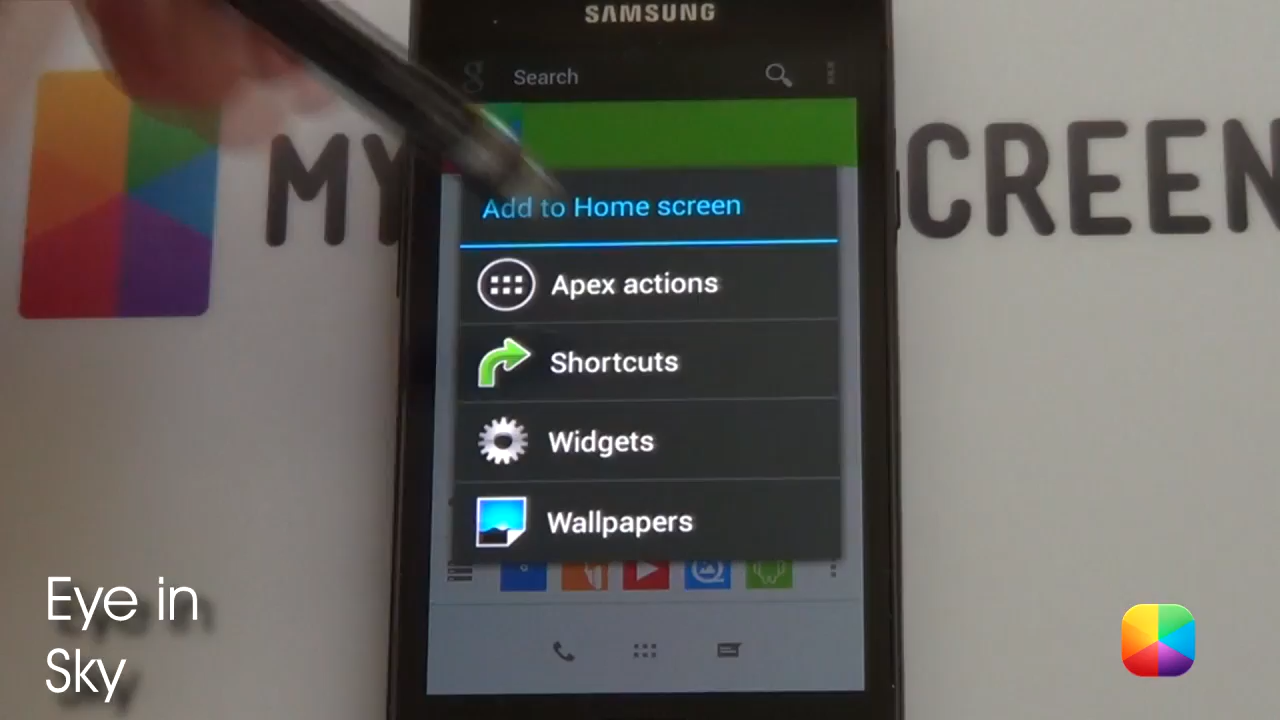 SAMSUNG
Search
MY
CREEN
Add to Home screen
Apex actions
Shortcuts
Widgets
Wallpapers
Eye in
Sky